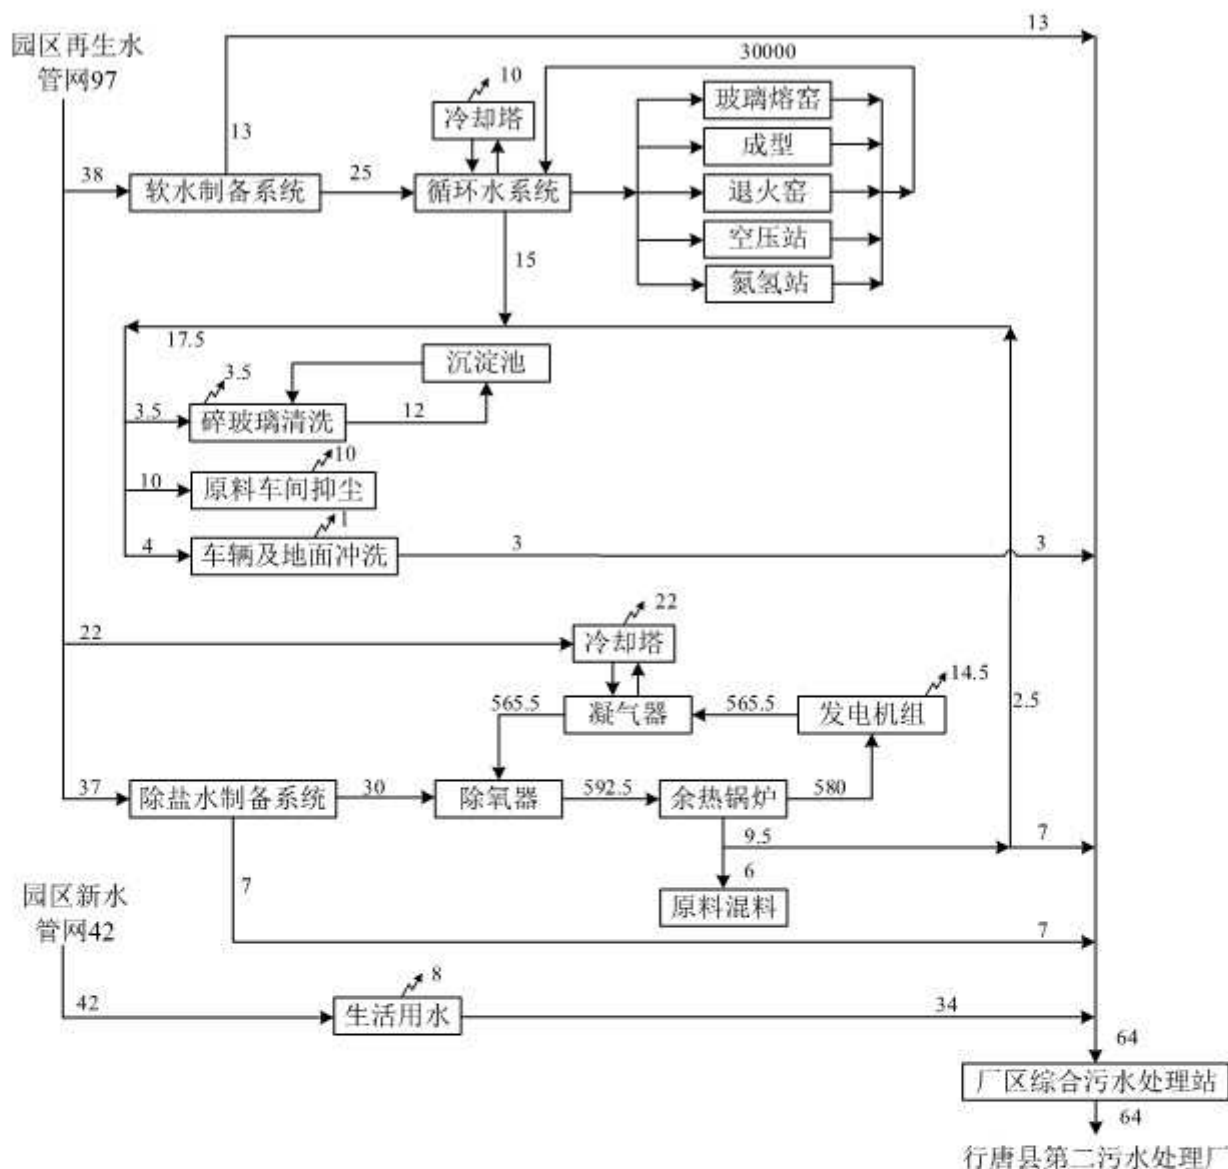 13
园区再生水
管网97
30000
10
冷却塔
玻璃熔窑
13
成型
38
软水制备系统
25
循环水系统
退火窑
空压站
15
氮氢站
17.5
沉淀池
3.5
3.5
碎玻璃清洗
12
10
10
原料车间抑尘
1
4
车辆及地面冲洗
3
3
22
22
冷却塔
14.5
565.5
凝气器
565.5
发电机组
2.5
37
除盐水制备系统
30
除氧器
592.5
余热锅炉
580
9.5
7
6
7
原料混料
园区新水
管网42
7
8
42
生活用水
34
64
厂区综合污水处理站
64
行唐县第二污水处理厂